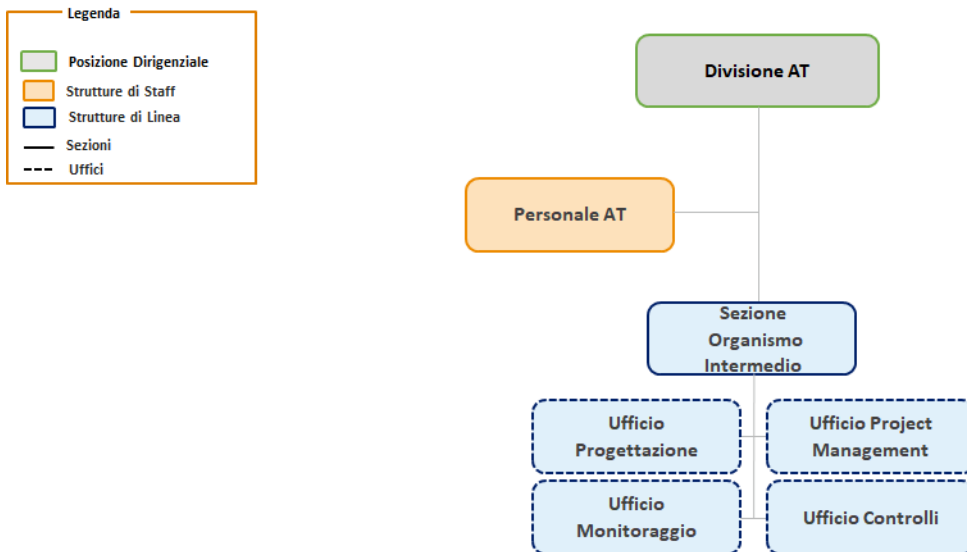 Legenda
Posizione Dirigenziale
Strutture di Staff
Strutture di Linea
Sezioni
Uffici
Divisione AT
Personale AT
Sezione
Organismo
Intermedio
Ufficio
Progettazione
Ufficio Project
Management
Ufficio
Monitoraggio
Ufficio Controlli